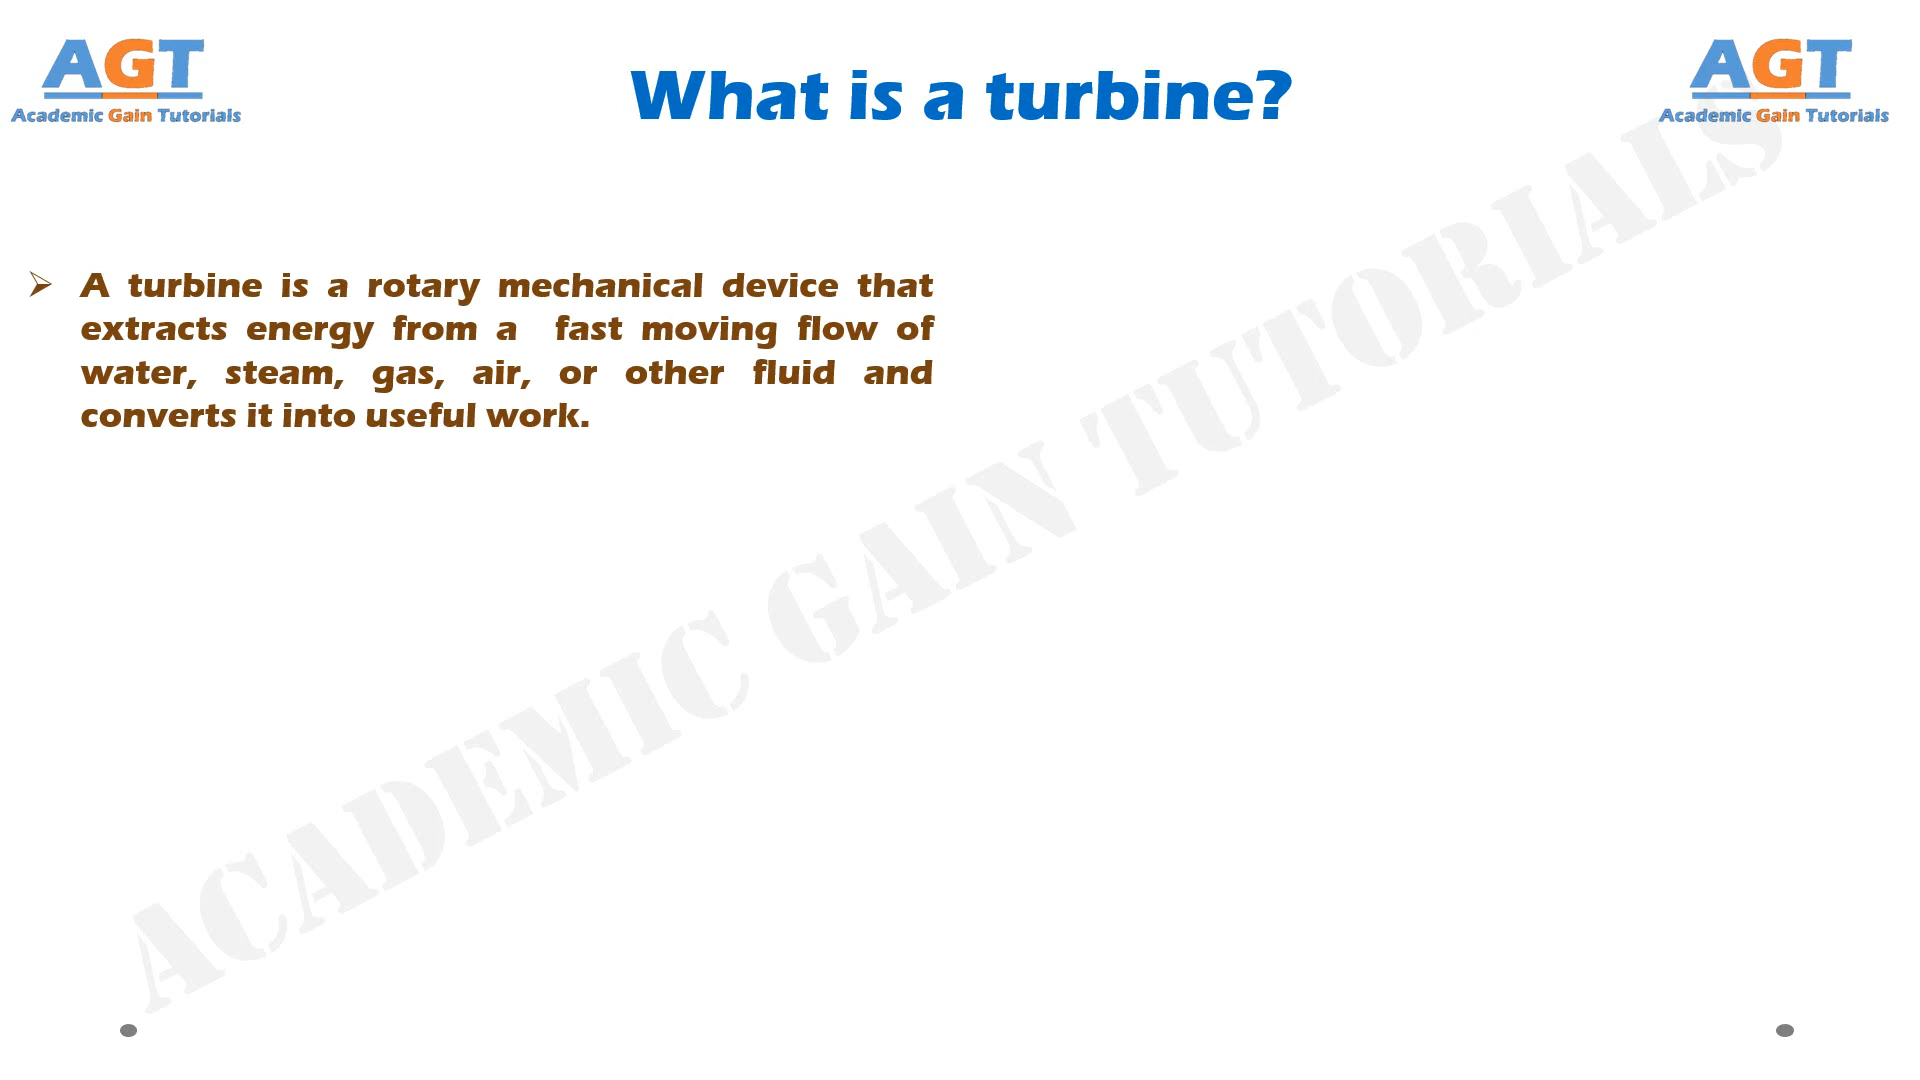 AGT
Academic Gain Tutorials
What is a turbine?
AGT
Academic Gain Tutorials
➢ A turbine is a rotary mechanical device that
extracts energy from a fast moving flow of
water, steam, gas, air, or other fluid and
converts it into useful work.
ACADEMIC GAIN TUTORIALS